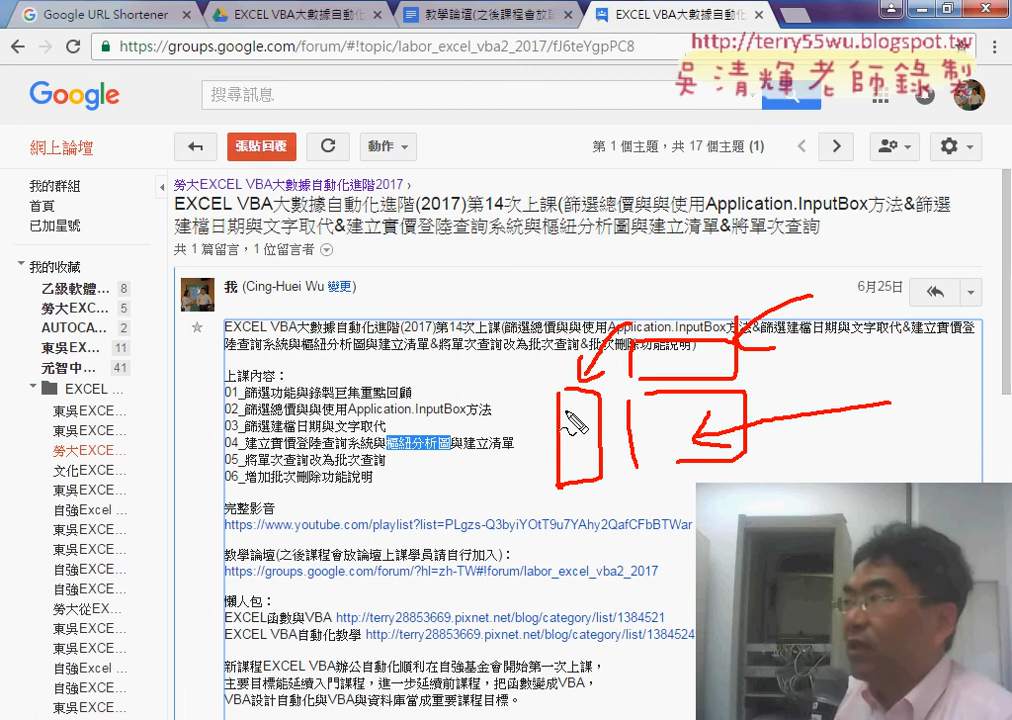 Google URL Shortener
EXCEL VBA大數據自動化
教學論壇(之後課程會放論
EXCEL VBA大數據自動化
https://groups.google.com/forum/#!topic/labor_excel_vba2_2017/fJ6teYgpPC8
http://terry55wu.blogspot.tw
吳清輝老師錄製
Google
搜尋訊息
網上論壇
張貼回覆
動作
第 1 個主題，共 17 個主題 (1)
我的群組
首頁
已加星號
我的收藏
乙級軟體... 8
勞大EXC... 5
AUTOCA... 2
東吳EX... 11
元智中... 41
EXCEL ...
東吳EXCE...
東吳EXCE...
勞大EXCE...
文化EXCE...
東吳EXCE...
自強Excel ...
東吳EXCE...
東吳EXCE...
自強EXCE...
自強EXCE...
勞大從EX...
東吳EXCE...
東吳EXCE...
自強Excel ...
自強EXCE...
東吳EXCE...
勞大EXCEL VBA大數據自動化進階2017 ›
EXCEL VBA大數據自動化進階(2017)第14次上課(篩選總價與與使用Application.InputBox方法&篩選
建檔日期與文字取代&建立實價登陸查詢系統與樞紐分析圖與建立清單&將單次查詢
共 1 篇留言，1 位留言者
我 (Cing-Huei Wu 變更)
6月25日
EXCEL VBA大數據自動化進階(2017)第14次上課(篩選總價與與使用Application.InputBox方法&篩選建檔日期與文字取代&建立實價登
陸查詢系統與樞紐分析圖與建立清單&將單次查詢改為批次查詢&批次刪除功能說明)
上課內容：
01_篩選功能與錄製巨集重點回顧
02_篩選總價與與使用Application.InputBox方法
03_篩選建檔日期與文字取代
04_建立實價登陸查詢系統與樞紐分析圖與建立清單
05_將單次查詢改為批次查詢
06_增加批次刪除功能說明
完整影音
https://www.youtube.com/playlist?list=PLgzs-Q3byiYOtT9u7YAhy2QafCFbBTWar
教學論壇(之後課程會放論壇上課學員請自行加入)：
https://groups.google.com/forum/?hl=zh-TW#!forum/labor_excel_vba2_2017
懶人包：
EXCEL函數與VBA http://terry28853669.pixnet.net/blog/category/list/1384521
EXCEL VBA自動化教學 http://terry28853669.pixnet.net/blog/category/list/1384524
新課程EXCEL VBA辦公自動化順利在自強基金會開始第一次上課，
主要目標能延續入門課程，進一步延續前課程，把函數變成VBA，
VBA設計自動化與VBA與資料庫當成重要課程目標。